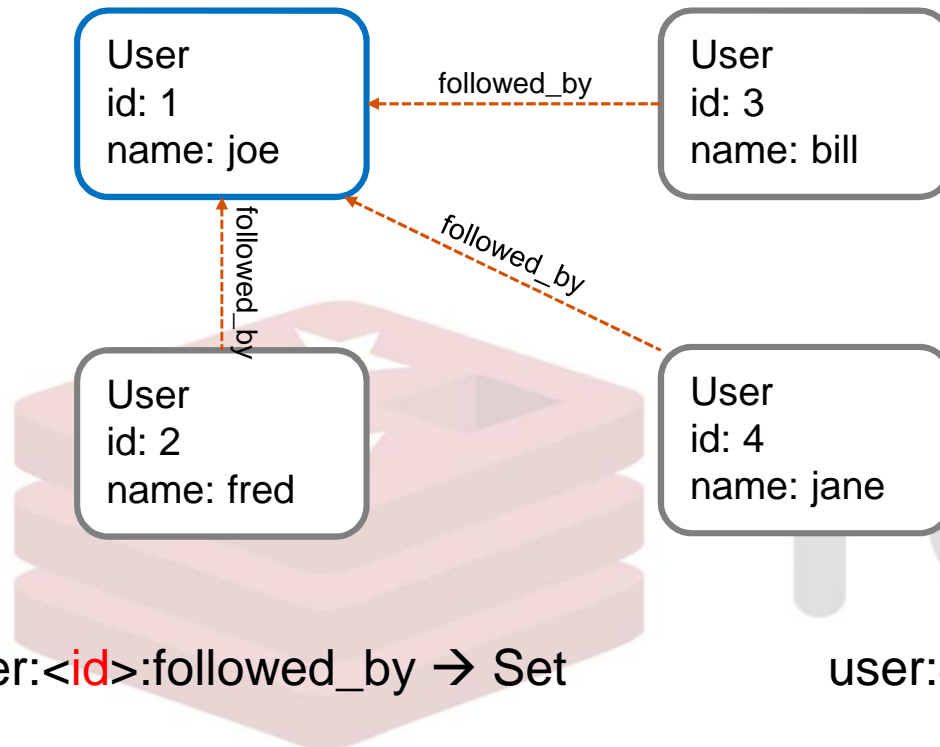 User
id: 1
name: joe
followed_by
User
id: 3
name: bill
followed_by
followed_by
User
id: 2
name: fred
User
id: 4
name: jane
er:<id>:followed_by → Set
user: